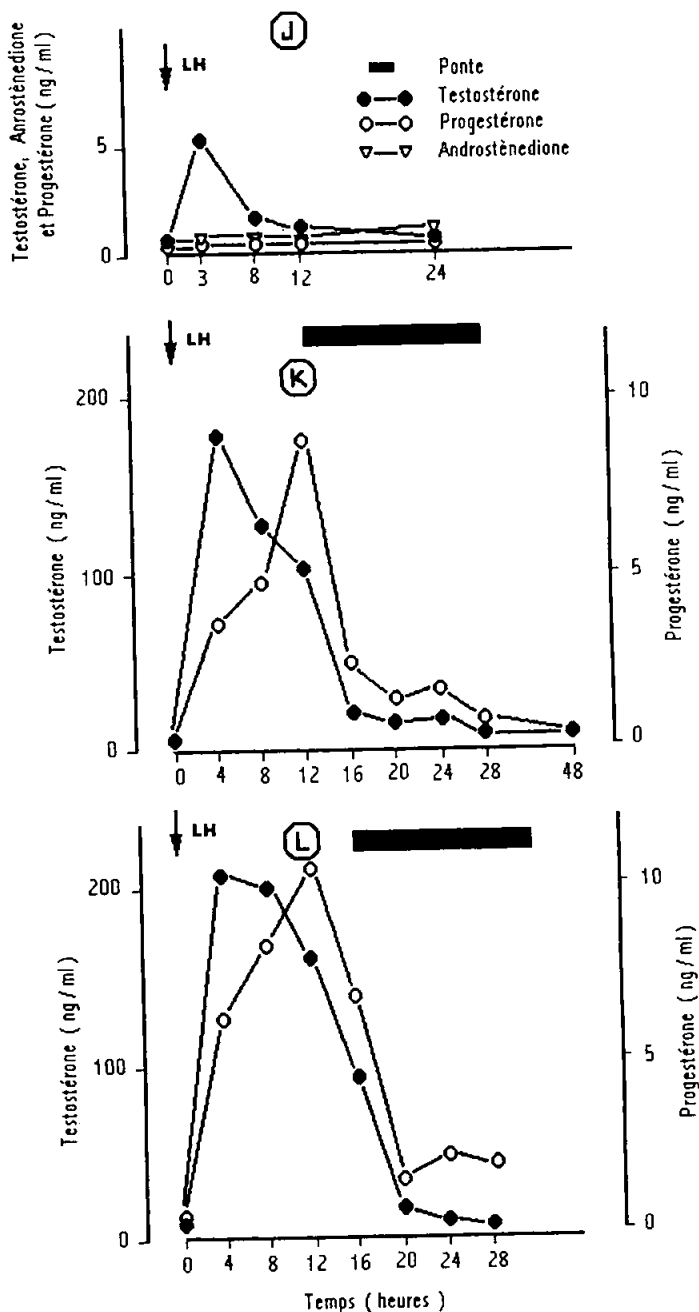 J
LH
Ponte
Testostérone
Progestérone
Androstènedione
Testostérone, Anrostènedione
et Progestérone ( ng / ml )
5
0
0 3 8 12 24
LH
K
200
100
0
Testostérone ( ng / ml )
10
5
0
Progestérone ( ng / ml )
0 4 8 12 16 20 24 28 48
LH
L
200
100
0
Testostérone ( ng / ml )
10
5
0
Progestérone ( ng / ml )
0 4 8 12 16 20 24 28
Temps ( heures )